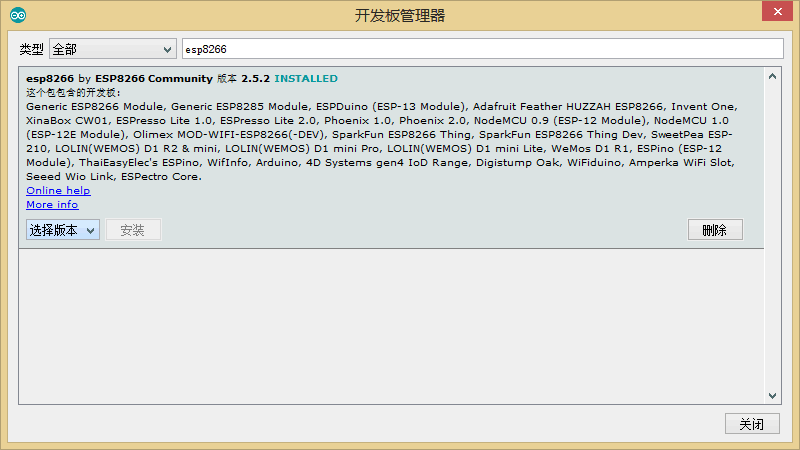 开发板管理器
类型 全部 esp8266
esp8266 by ESP8266 Community 版本 2.5.2 INSTALLED
这个包包含的开发板:
Generic ESP8266 Module, Generic ESP8285 Module, ESPDuino (ESP-13 Module), Adafruit Feather HUZZAH ESP8266, Invent One,
XinaBox CW01, ESPresso Lite 1.0, ESPresso Lite 2.0, Phoenix 1.0, Phoenix 2.0, NodeMCU 0.9 (ESP-12 Module), NodeMCU 1.0
(ESP-12E Module), Olimex MOD-WIFI-ESP8266(-DEV), SparkFun ESP8266 Thing, SparkFun ESP8266 Thing Dev, SweetPea ESP-
210, LOLIN(WEMOS) D1 R2 & mini, LOLIN(WEMOS) D1 mini Pro, LOLIN(WEMOS) D1 mini Lite, WeMos D1 R1, ESPino (ESP-12
Module), ThaiEasyElec's ESPino, WifInfo, Arduino, 4D Systems gen4 IoD Range, Digistump Oak, WiFiduino, Amperka WiFi Slot,
Seeed Wio Link, ESPectro Core.
Online help
More info
选择版本 安装 删除
关闭